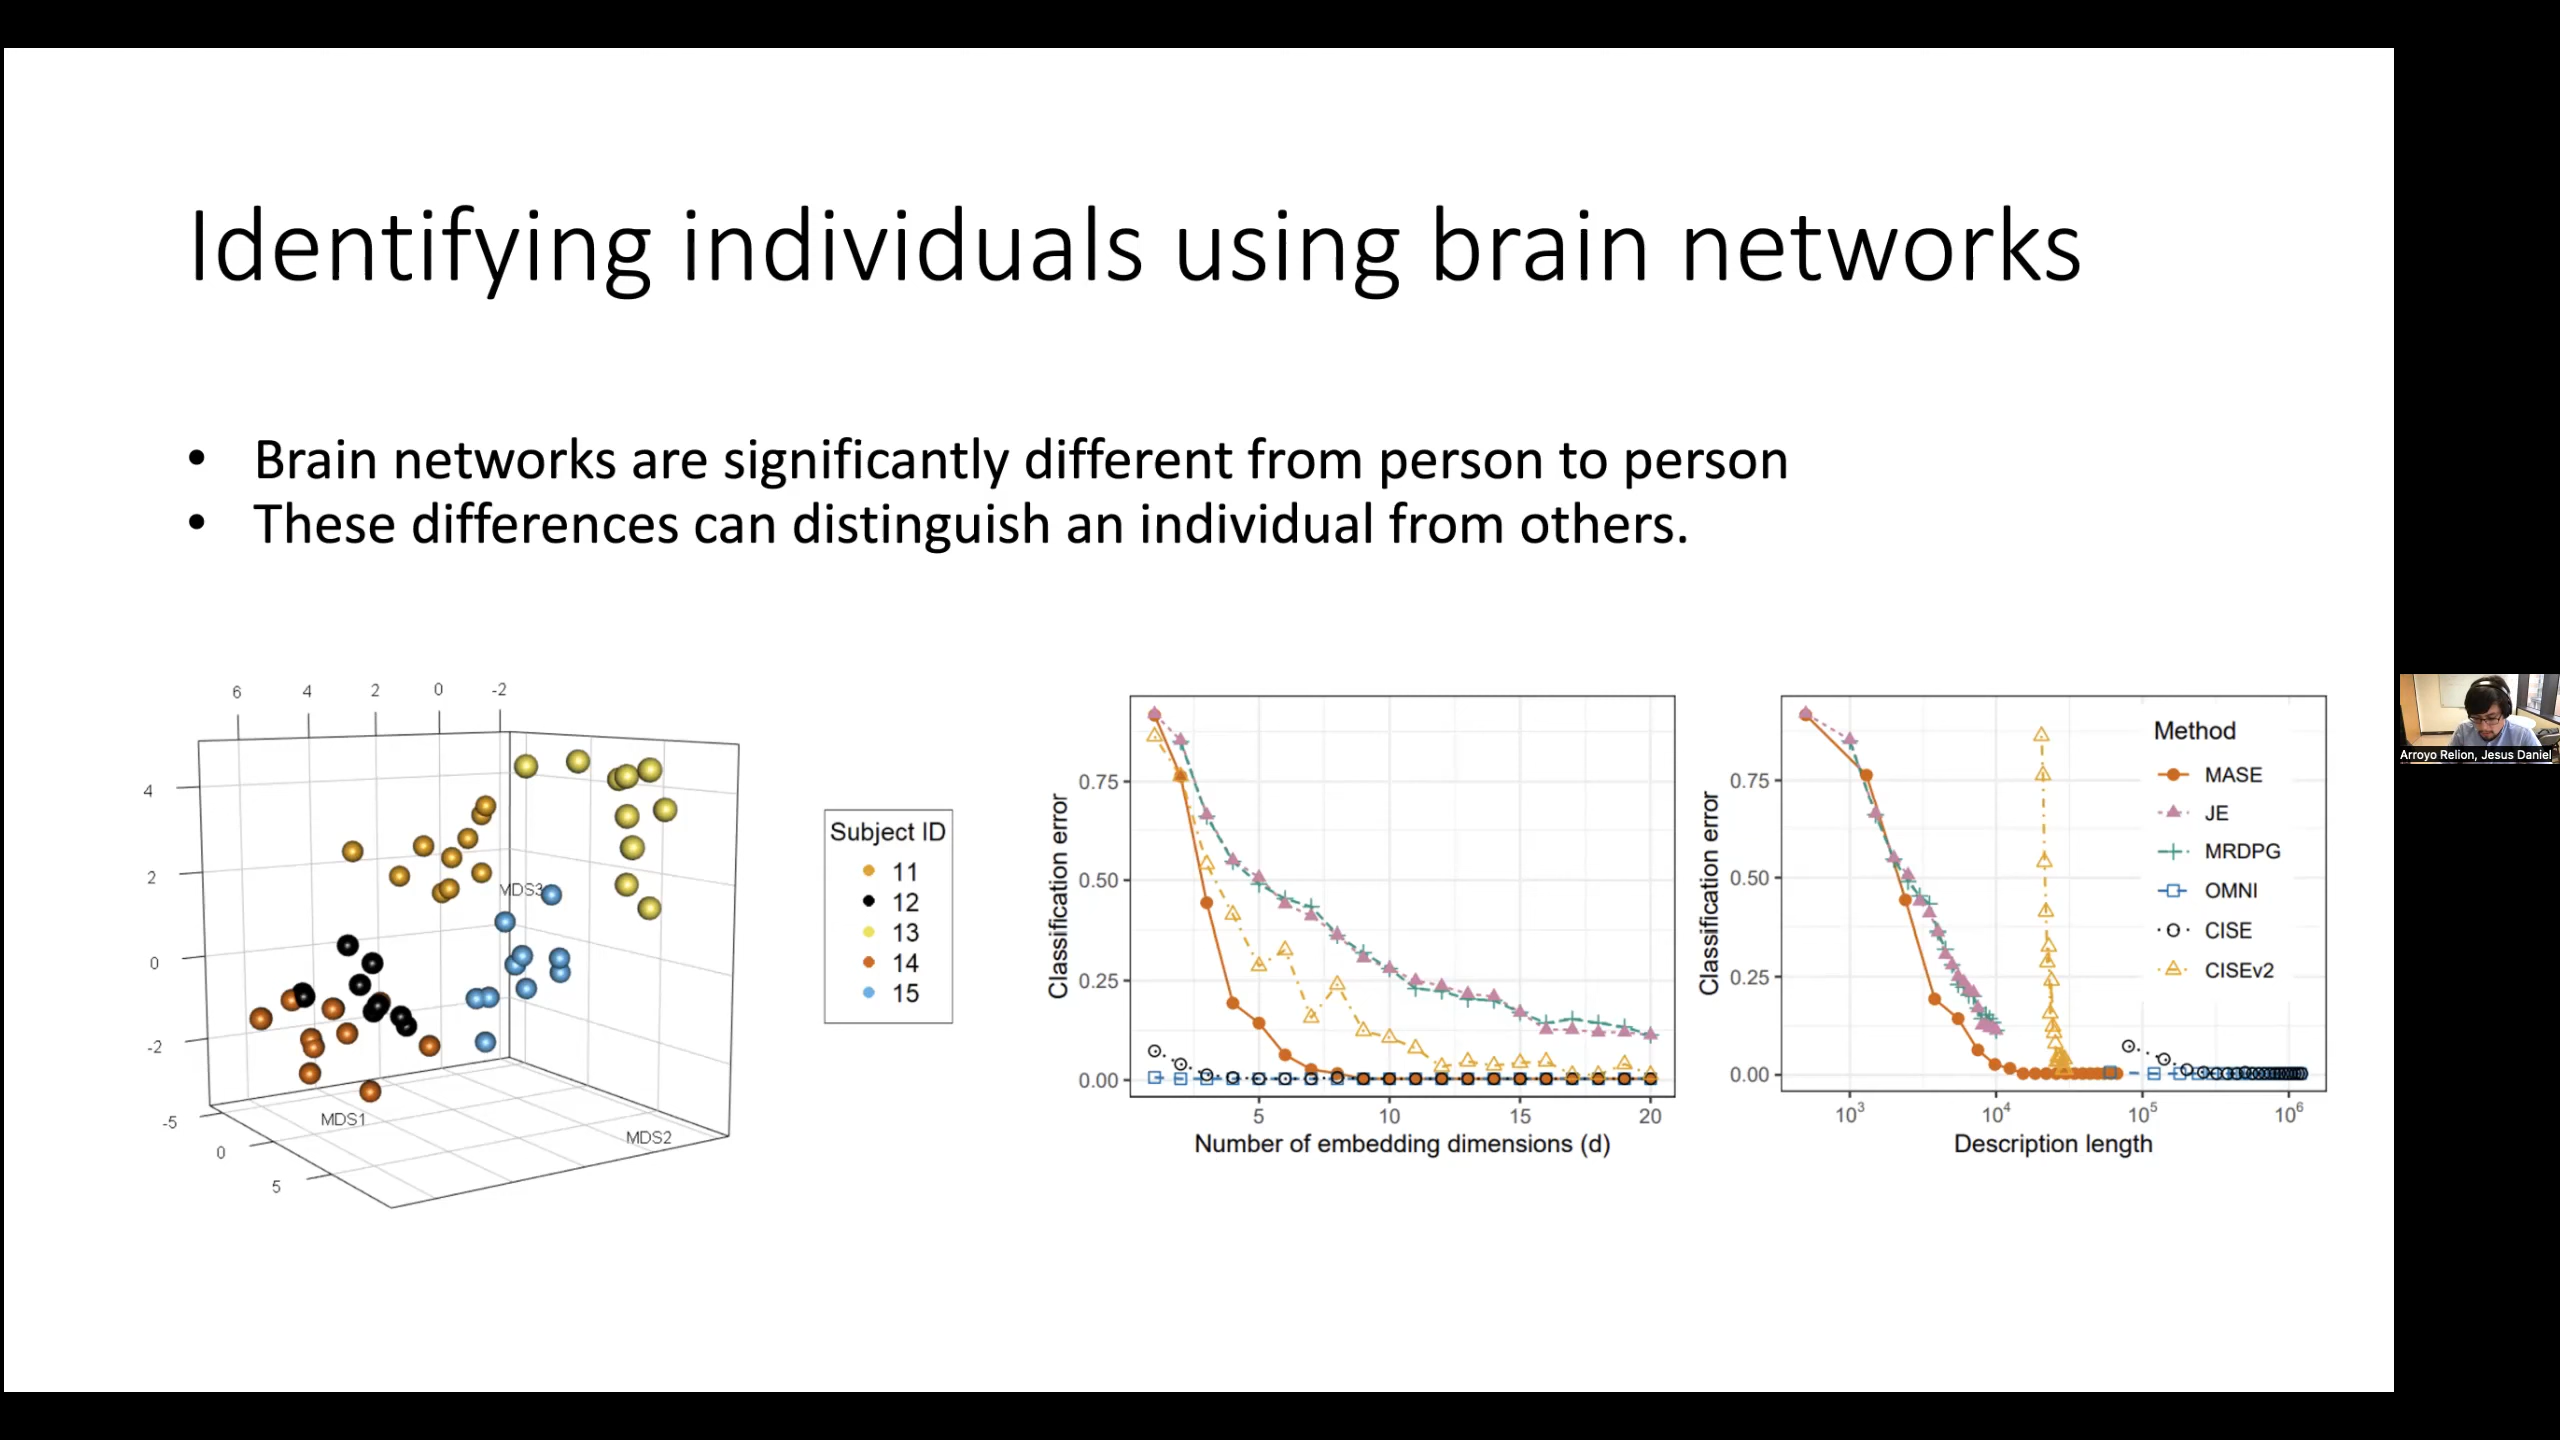 Identifying individuals using brain networks
• Brain networks are significantly different from person to person
• These differences can distinguish an individual from others.
6 4 2 0 -2
4
2
0
-2
-5
0
5
MDS3
MDS1
MDS2
Subject ID
11
12
13
14
15
Classification error
0.75
0.50
0.25
0.00
5 10 15 20
Number of embedding dimensions (d)
Classification error
0.75
0.50
0.25
0.00
10³ 10⁴ 10⁵ 10⁶
Description length
Method
MASE
JE
MRDPG
OMNI
CISE
CISEv2
Arroyo Relion, Jesus Daniel